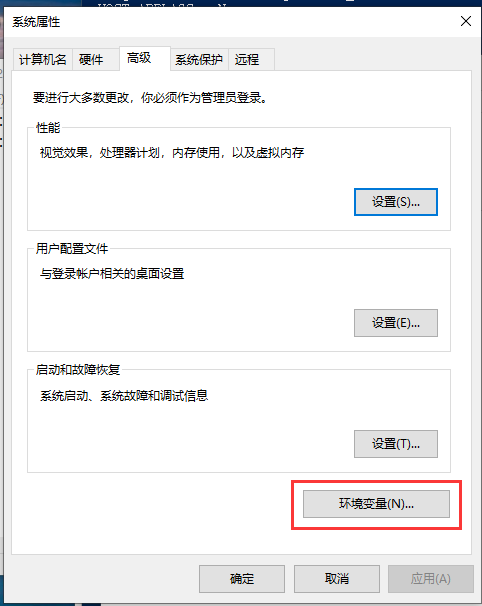 系统属性
计算机名 硬件 高级 系统保护 远程
要进行大多数更改，你必须作为管理员登录。
性能
视觉效果，处理器计划，内存使用，以及虚拟内存
设置(S)...
用户配置文件
与登录帐户相关的桌面设置
设置(E)...
启动和故障恢复
系统启动、系统故障和调试信息
设置(T)...
环境变量(N)...
确定 取消 应用(A)